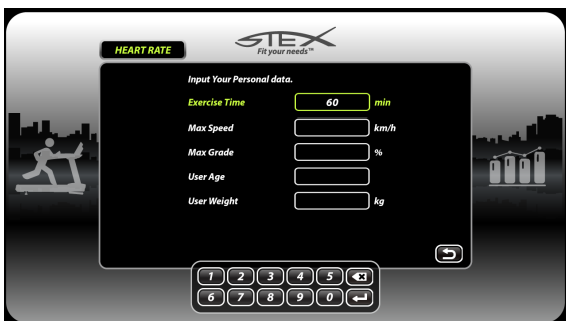 HEART RATE
STEX
Fit your needs™
Input Your Personal data.
Exercise Time 60 min
Max Speed km/h
Max Grade %
User Age
User Weight kg
1 2 3 4 5
6 7 8 9 0